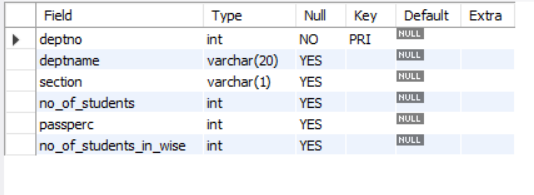 Field Type Null Key Default Extra
deptno int NO PRI NULL
deptname varchar(20) YES NULL
section varchar(1) YES NULL
no_of_students int YES NULL
passperc int YES NULL
no_of_students_in_wise int YES NULL